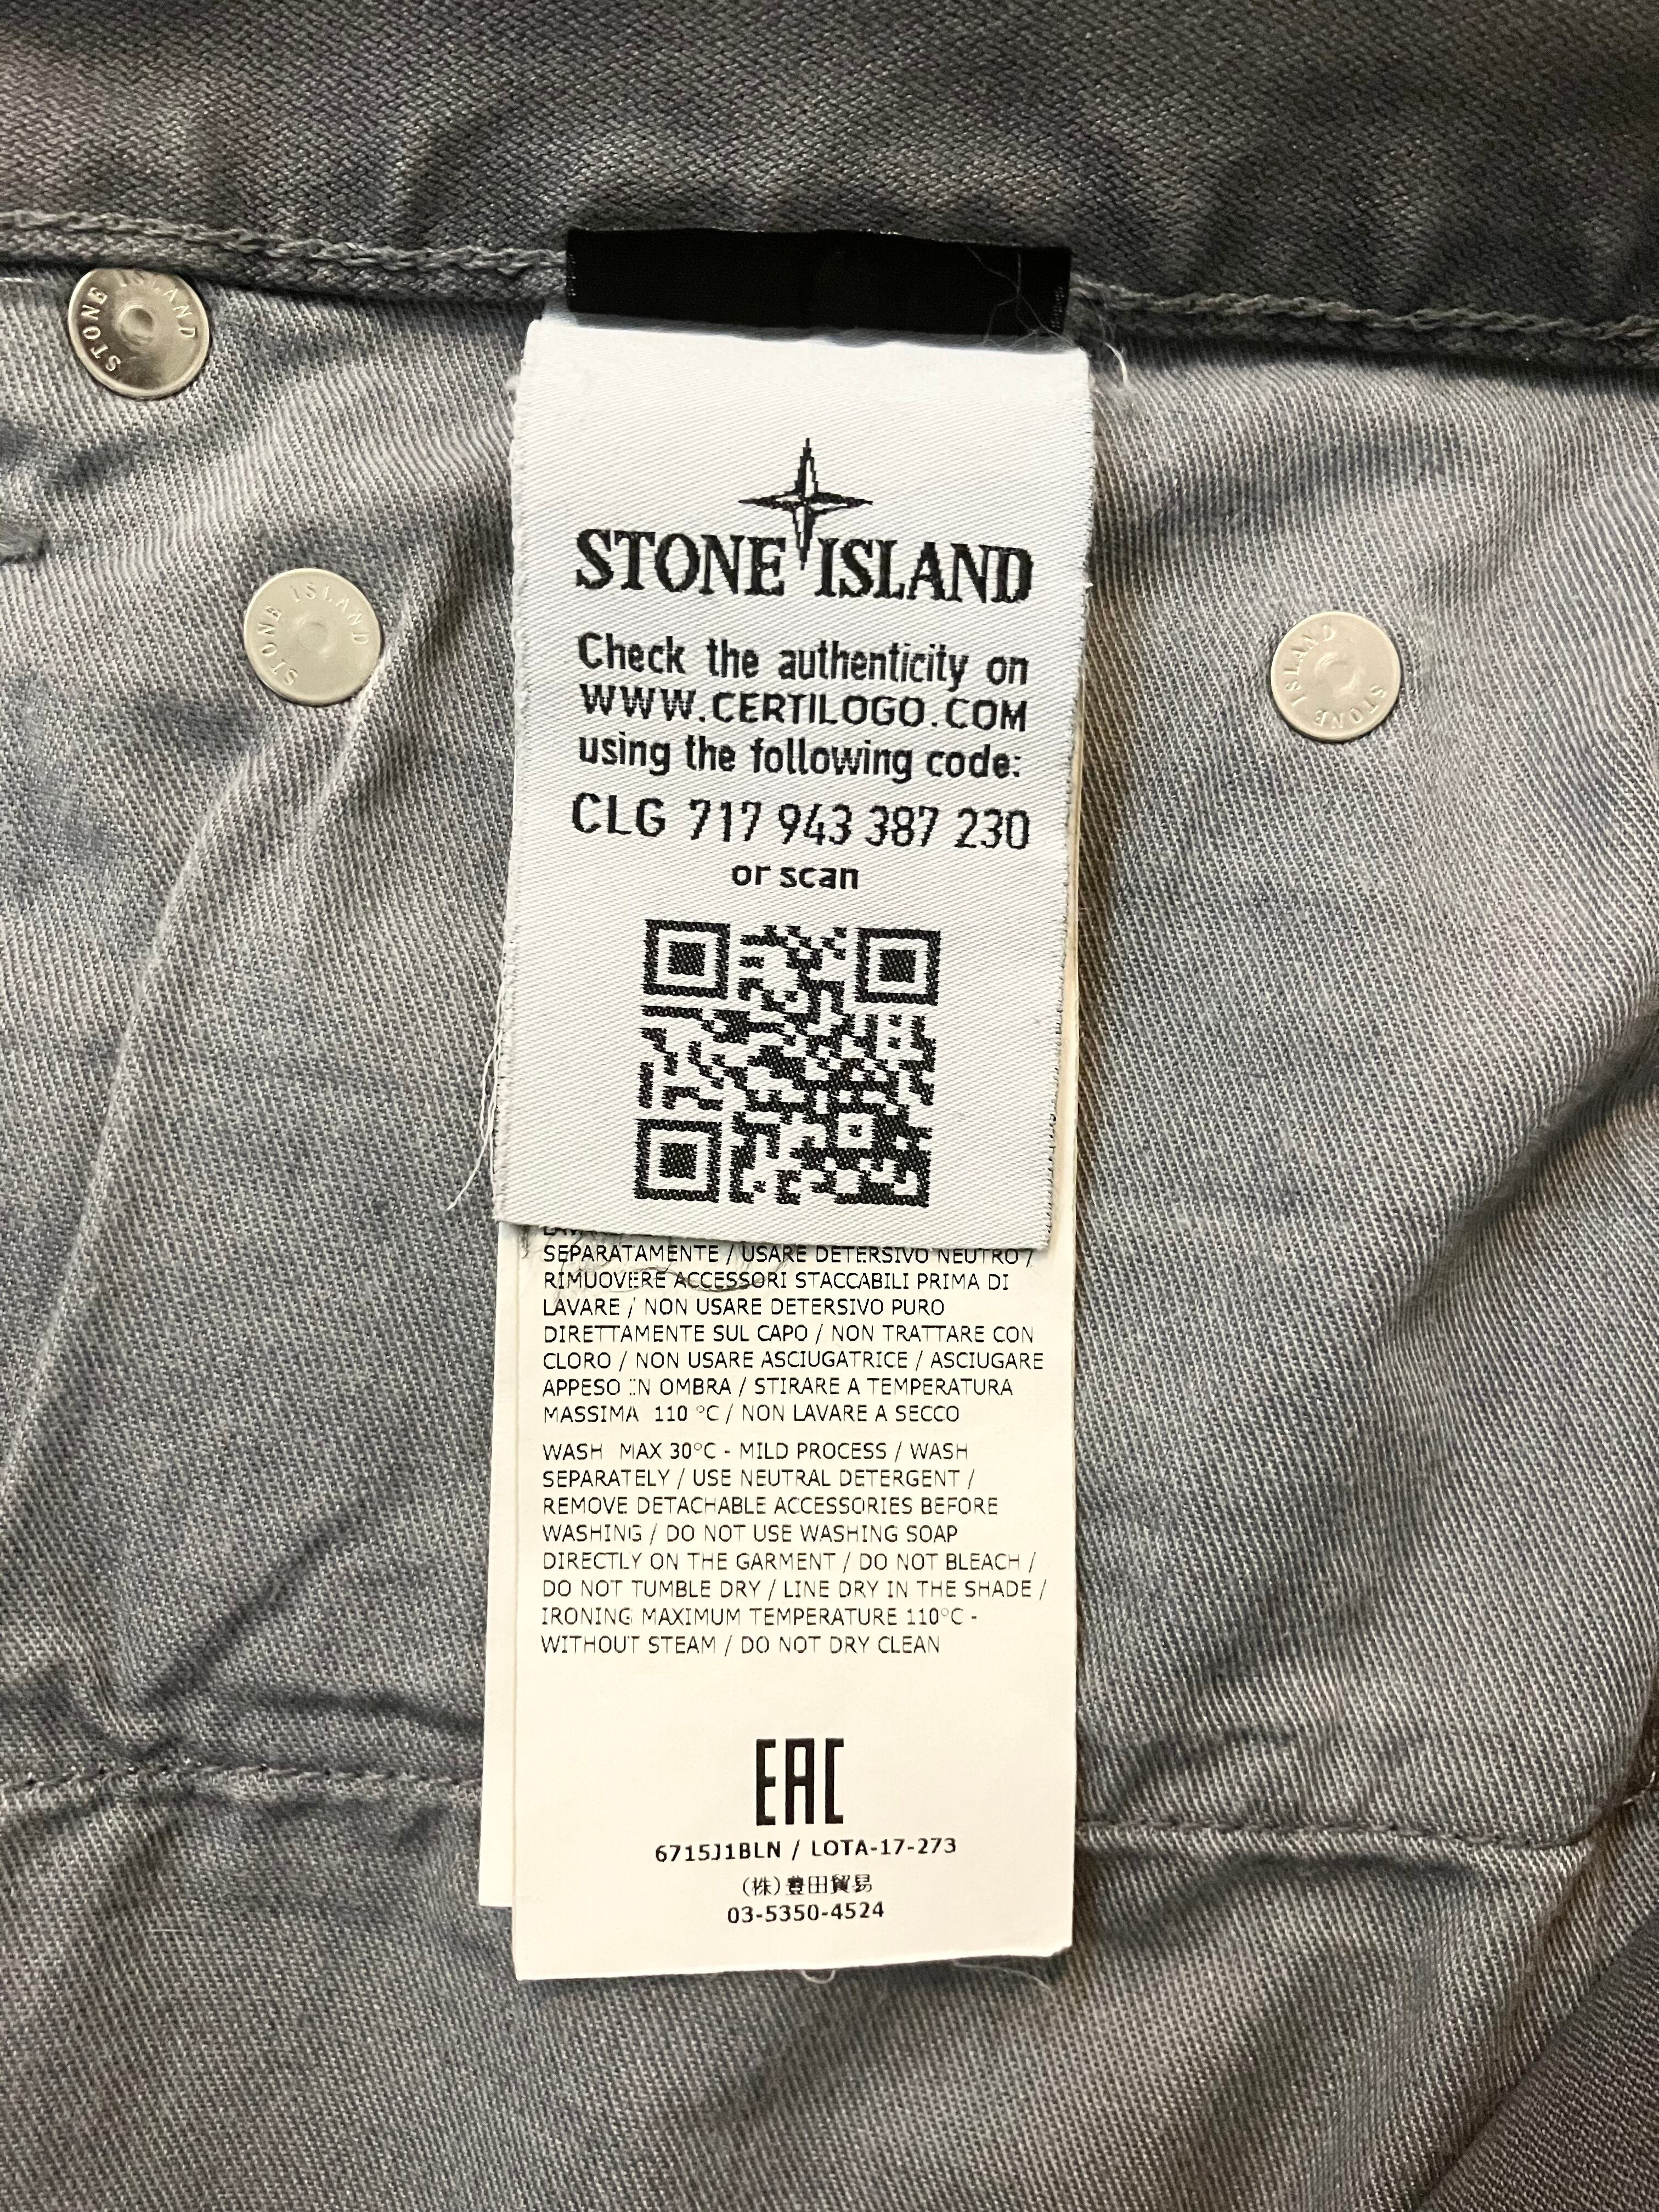 STONE ISLAND
STONE ISLAND
STONE ISLAND
STONE ISLAND
Check the authenticity on
WWW.CERTILOGO.COM
using the following code:
CLG 717 943 387 230
or scan
SEPARATAMENTE / USARE DETERSIVO NEUTRO /
RIMUOVERE ACCESSORI STACCABILI PRIMA DI
LAVARE / NON USARE DETERSIVO PURO
DIRETTAMENTE SUL CAPO / NON TRATTARE CON
CLORO / NON USARE ASCIUGATRICE / ASCIUGARE
APPESO IN OMBRA / STIRARE A TEMPERATURA
MASSIMA 110 °C / NON LAVARE A SECCO
WASH MAX 30°C - MILD PROCESS / WASH
SEPARATELY / USE NEUTRAL DETERGENT /
REMOVE DETACHABLE ACCESSORIES BEFORE
WASHING / DO NOT USE WASHING SOAP
DIRECTLY ON THE GARMENT / DO NOT BLEACH /
DO NOT TUMBLE DRY / LINE DRY IN THE SHADE /
IRONING MAXIMUM TEMPERATURE 110°C -
WITHOUT STEAM / DO NOT DRY CLEAN
EAC
6715J1BLN / LOTA-17-273
(株)豊田貿易
03-5350-4524